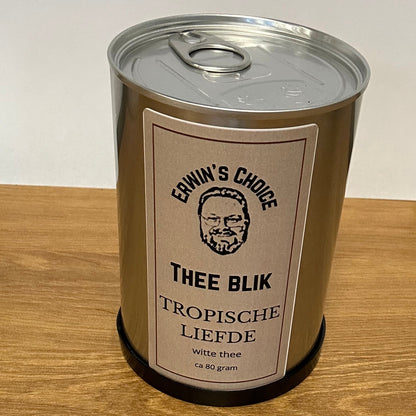 ERWIN'S CHOICE
THEE BLIK
TROPISCHE
LIEFDE
witte thee
ca 80 gram